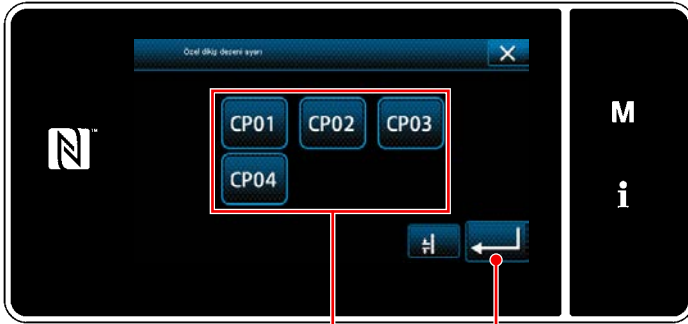 Özel dikiş deseni ayarı
CP01 CP02 CP03
CP04
M
i